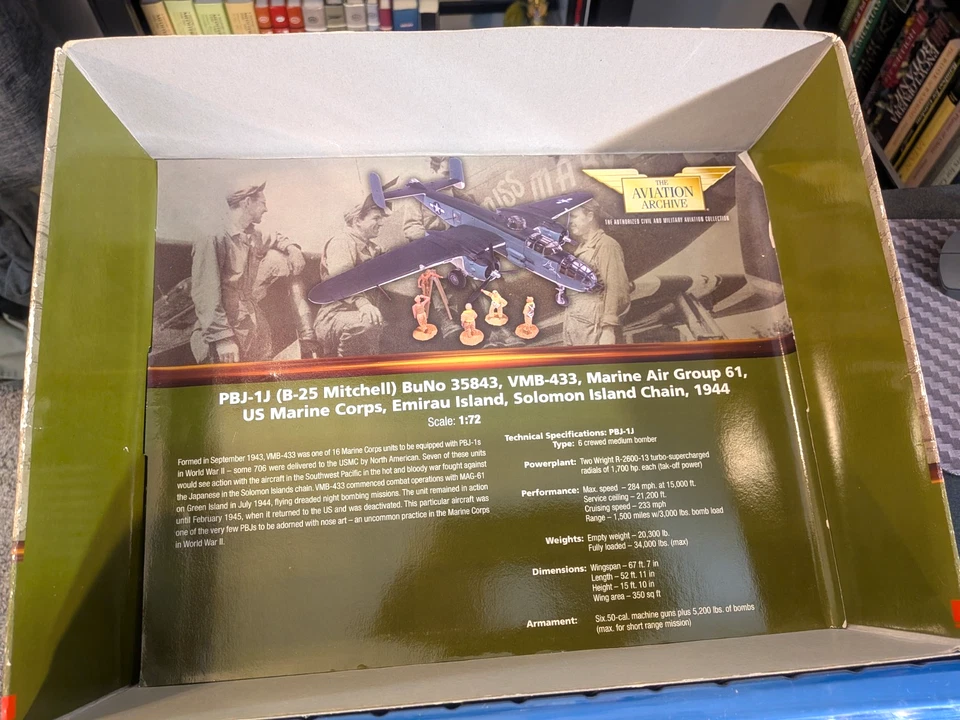 MISS M A
THE
AVIATION
ARCHIVE
THE AUTHORIZED CIVIL AND MILITARY AVIATION COLLECTION
PBJ-1J (B-25 Mitchell) BuNo 35843, VMB-433, Marine Air Group 61,
US Marine Corps, Emirau Island, Solomon Island Chain, 1944
Scale: 1:72
Formed in September 1943, VMB-433 was one of 16 Marine Corps units to be equipped with PBJ-1s
in World War II – some 706 were delivered to the USMC by North American. Seven of these units
would see action with the aircraft in the Southwest Pacific in the hot and bloody war fought against
the Japanese in the Solomon Islands chain. VMB-433 commenced combat operations with MAG-61
on Green Island in July 1944, flying dreaded night bombing missions. The unit remained in action
until February 1945, when it returned to the US and was deactivated. This particular aircraft was
one of the very few PBJs to be adorned with nose art – an uncommon practice in the Marine Corps
in World War II.
Technical Specifications: PBJ-1J
Type: 6 crewed medium bomber
Powerplant: Two Wright R-2600-13 turbo-supercharged
radials of 1,700 hp. each (tak-off power)
Performance: Max. speed – 284 mph. at 15,000 ft.
Service ceiling – 21,200 ft.
Cruising speed – 233 mph
Range – 1,500 miles w/3,000 lbs. bomb load
Weights: Empty weight – 20,300 lb.
Fully loaded – 34,000 lbs. (max)
Dimensions: Wingspan – 67 ft. 7 in
Length – 52 ft. 11 in
Height – 15 ft. 10 in
Wing area – 350 sq ft
Armament: Six.50-cal. machine guns plus 5,200 lbs. of bombs
(max. for short range mission)